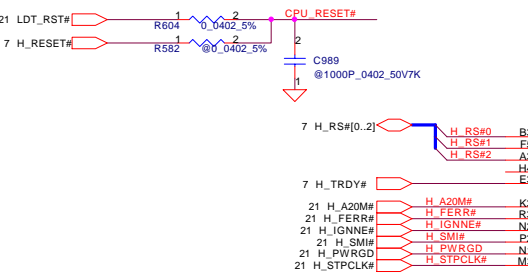 21 LDT_RST# 1 2 CPU_RESET#
R604 0_0402_5%
7 H_RESET# 1 2
R582 @0_0402_5%
2
C989
@1000P_0402_50V7K
1
7 H_RS#[0..2]
H_RS#0
H_RS#1 F5
H_RS#2
H4
7 H_TRDY#
21 H_A20M# H_A20M#
21 H_FERR# H_FERR#
21 H_IGNNE# H_IGNNE#
21 H_SMI# H_SMI#
21 H_PWRGD H_PWRGD
21 H_STPCLK# H_STPCLK#